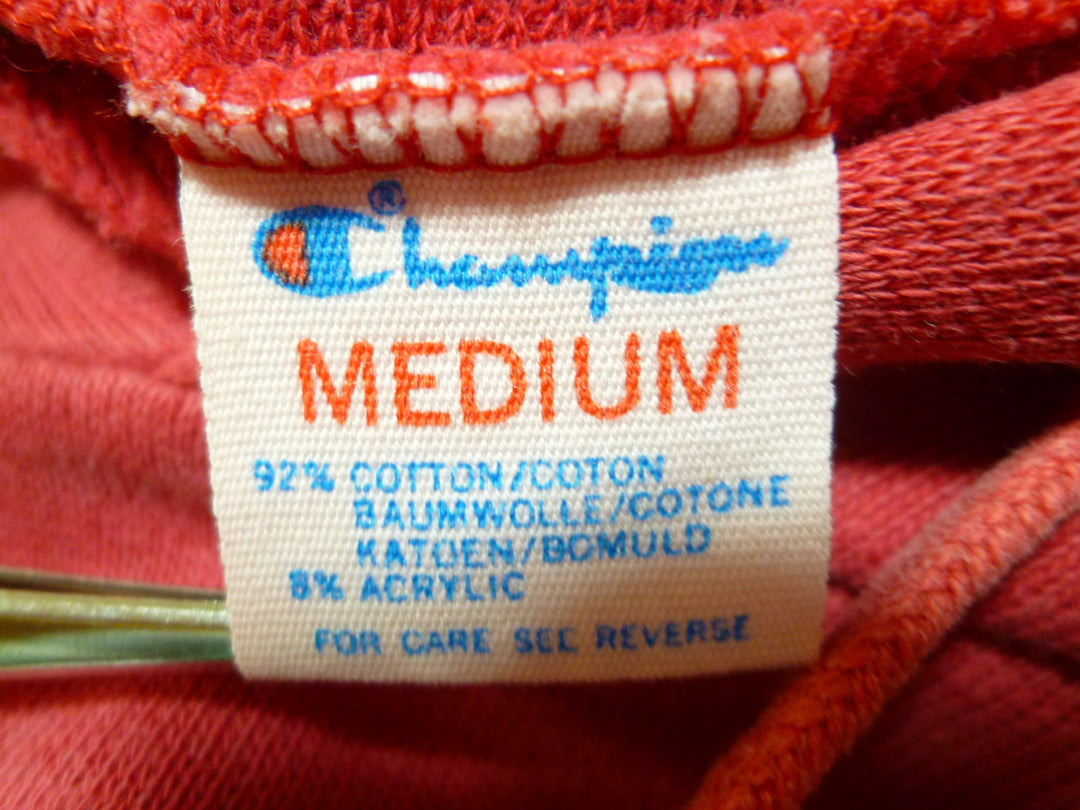 Champion®
MEDIUM
92% COTTON/COTON
BAUMWOLLE/COTONE
KATOEN/BOMULD
8% ACRYLIC
FOR CARE SEE REVERSE